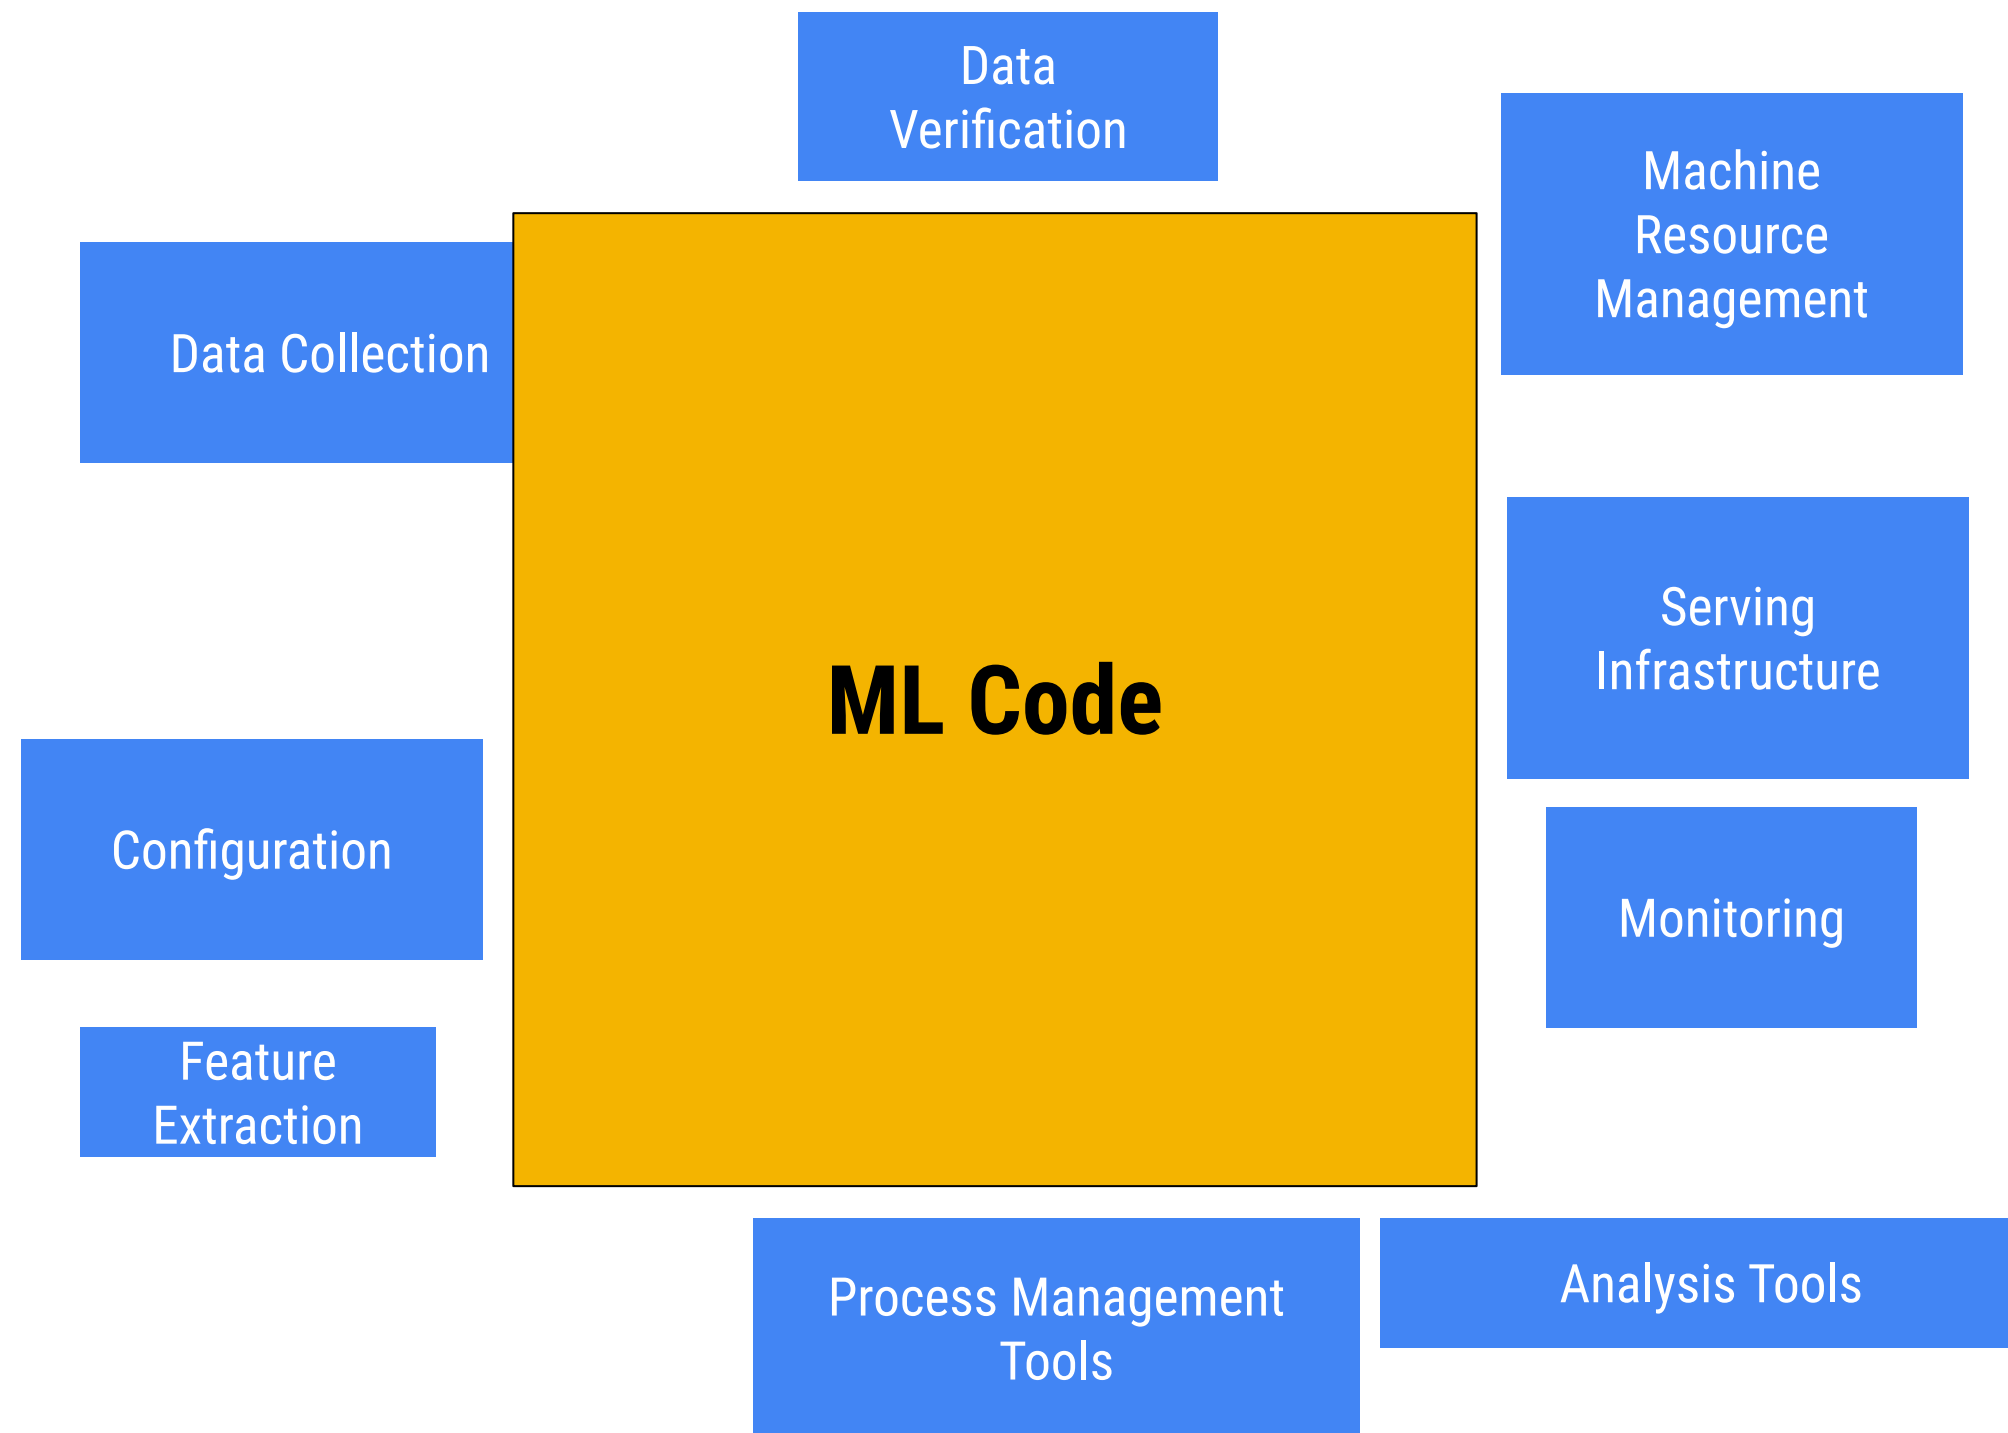 Data
Verification
Machine
Resource
Management
Data Collection
Serving
Infrastructure
ML Code
Configuration
Monitoring
Feature
Extraction
Process Management
Tools
Analysis Tools